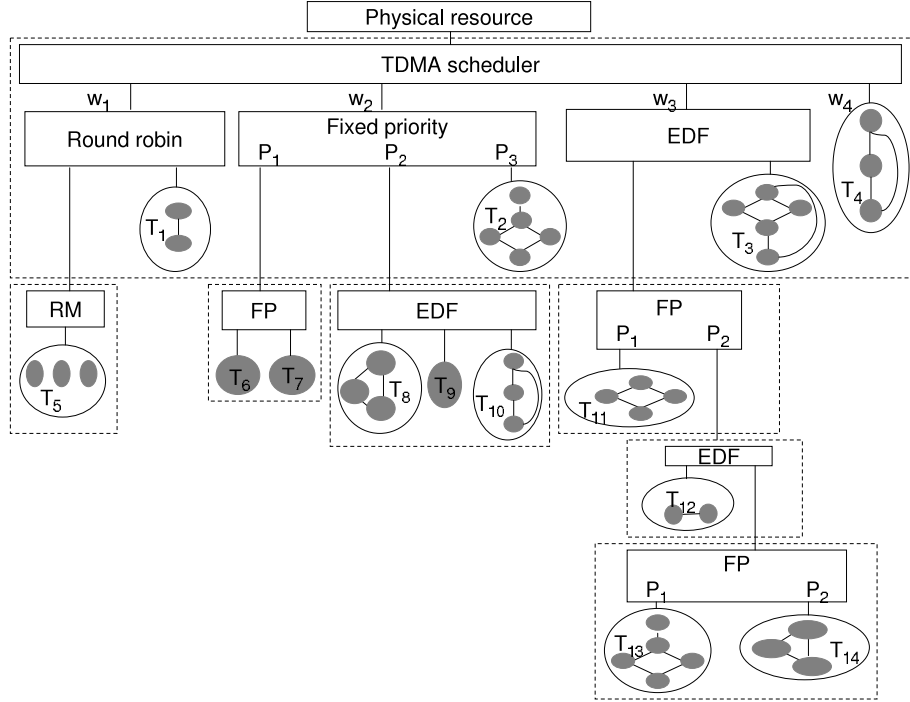 Physical resource
TDMA scheduler
w1 w2 w3 w4
Round robin
Fixed priority
P1 P2 P3
EDF
T1
T2
T3
T4
RM
FP
EDF
FP
P1 P2
T5
T6
T7
T8
T9
T10
T11
EDF
T12
FP
P1 P2
T13
T14